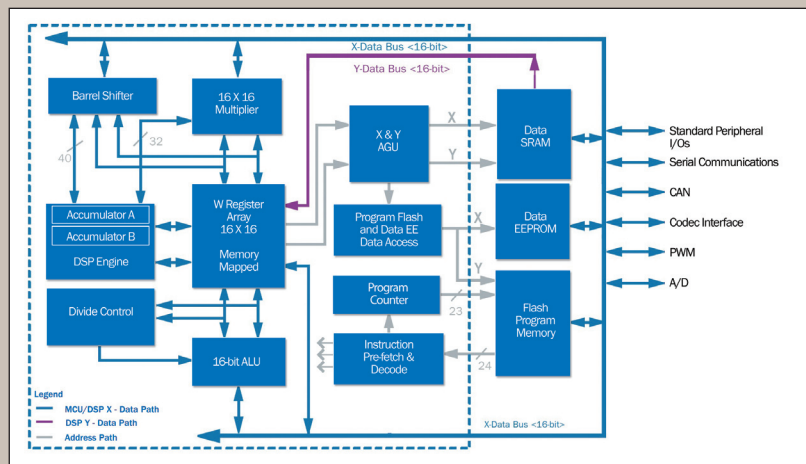 X-Data Bus <16-bit>
Y-Data Bus <16-bit>
Barrel Shifter
16 X 16
Multiplier
X & Y
AGU
X
Y
Data
SRAM
Standard Peripheral
I/Os
Serial Communications
CAN
Codec Interface
PWM
A/D
40
32
Accumulator A
Accumulator B
DSP Engine
W Register
Array
16 X 16
Memory
Mapped
Program Flash
and Data EE
Data Access
X
Y
Data
EEPROM
Program
Counter
23
Flash
Program
Memory
Divide Control
16-bit ALU
Instruction
Pre-fetch &
Decode
24
Legend
MCU/DSP X - Data Path
DSP Y - Data Path
Address Path
X-Data Bus <16-bit>